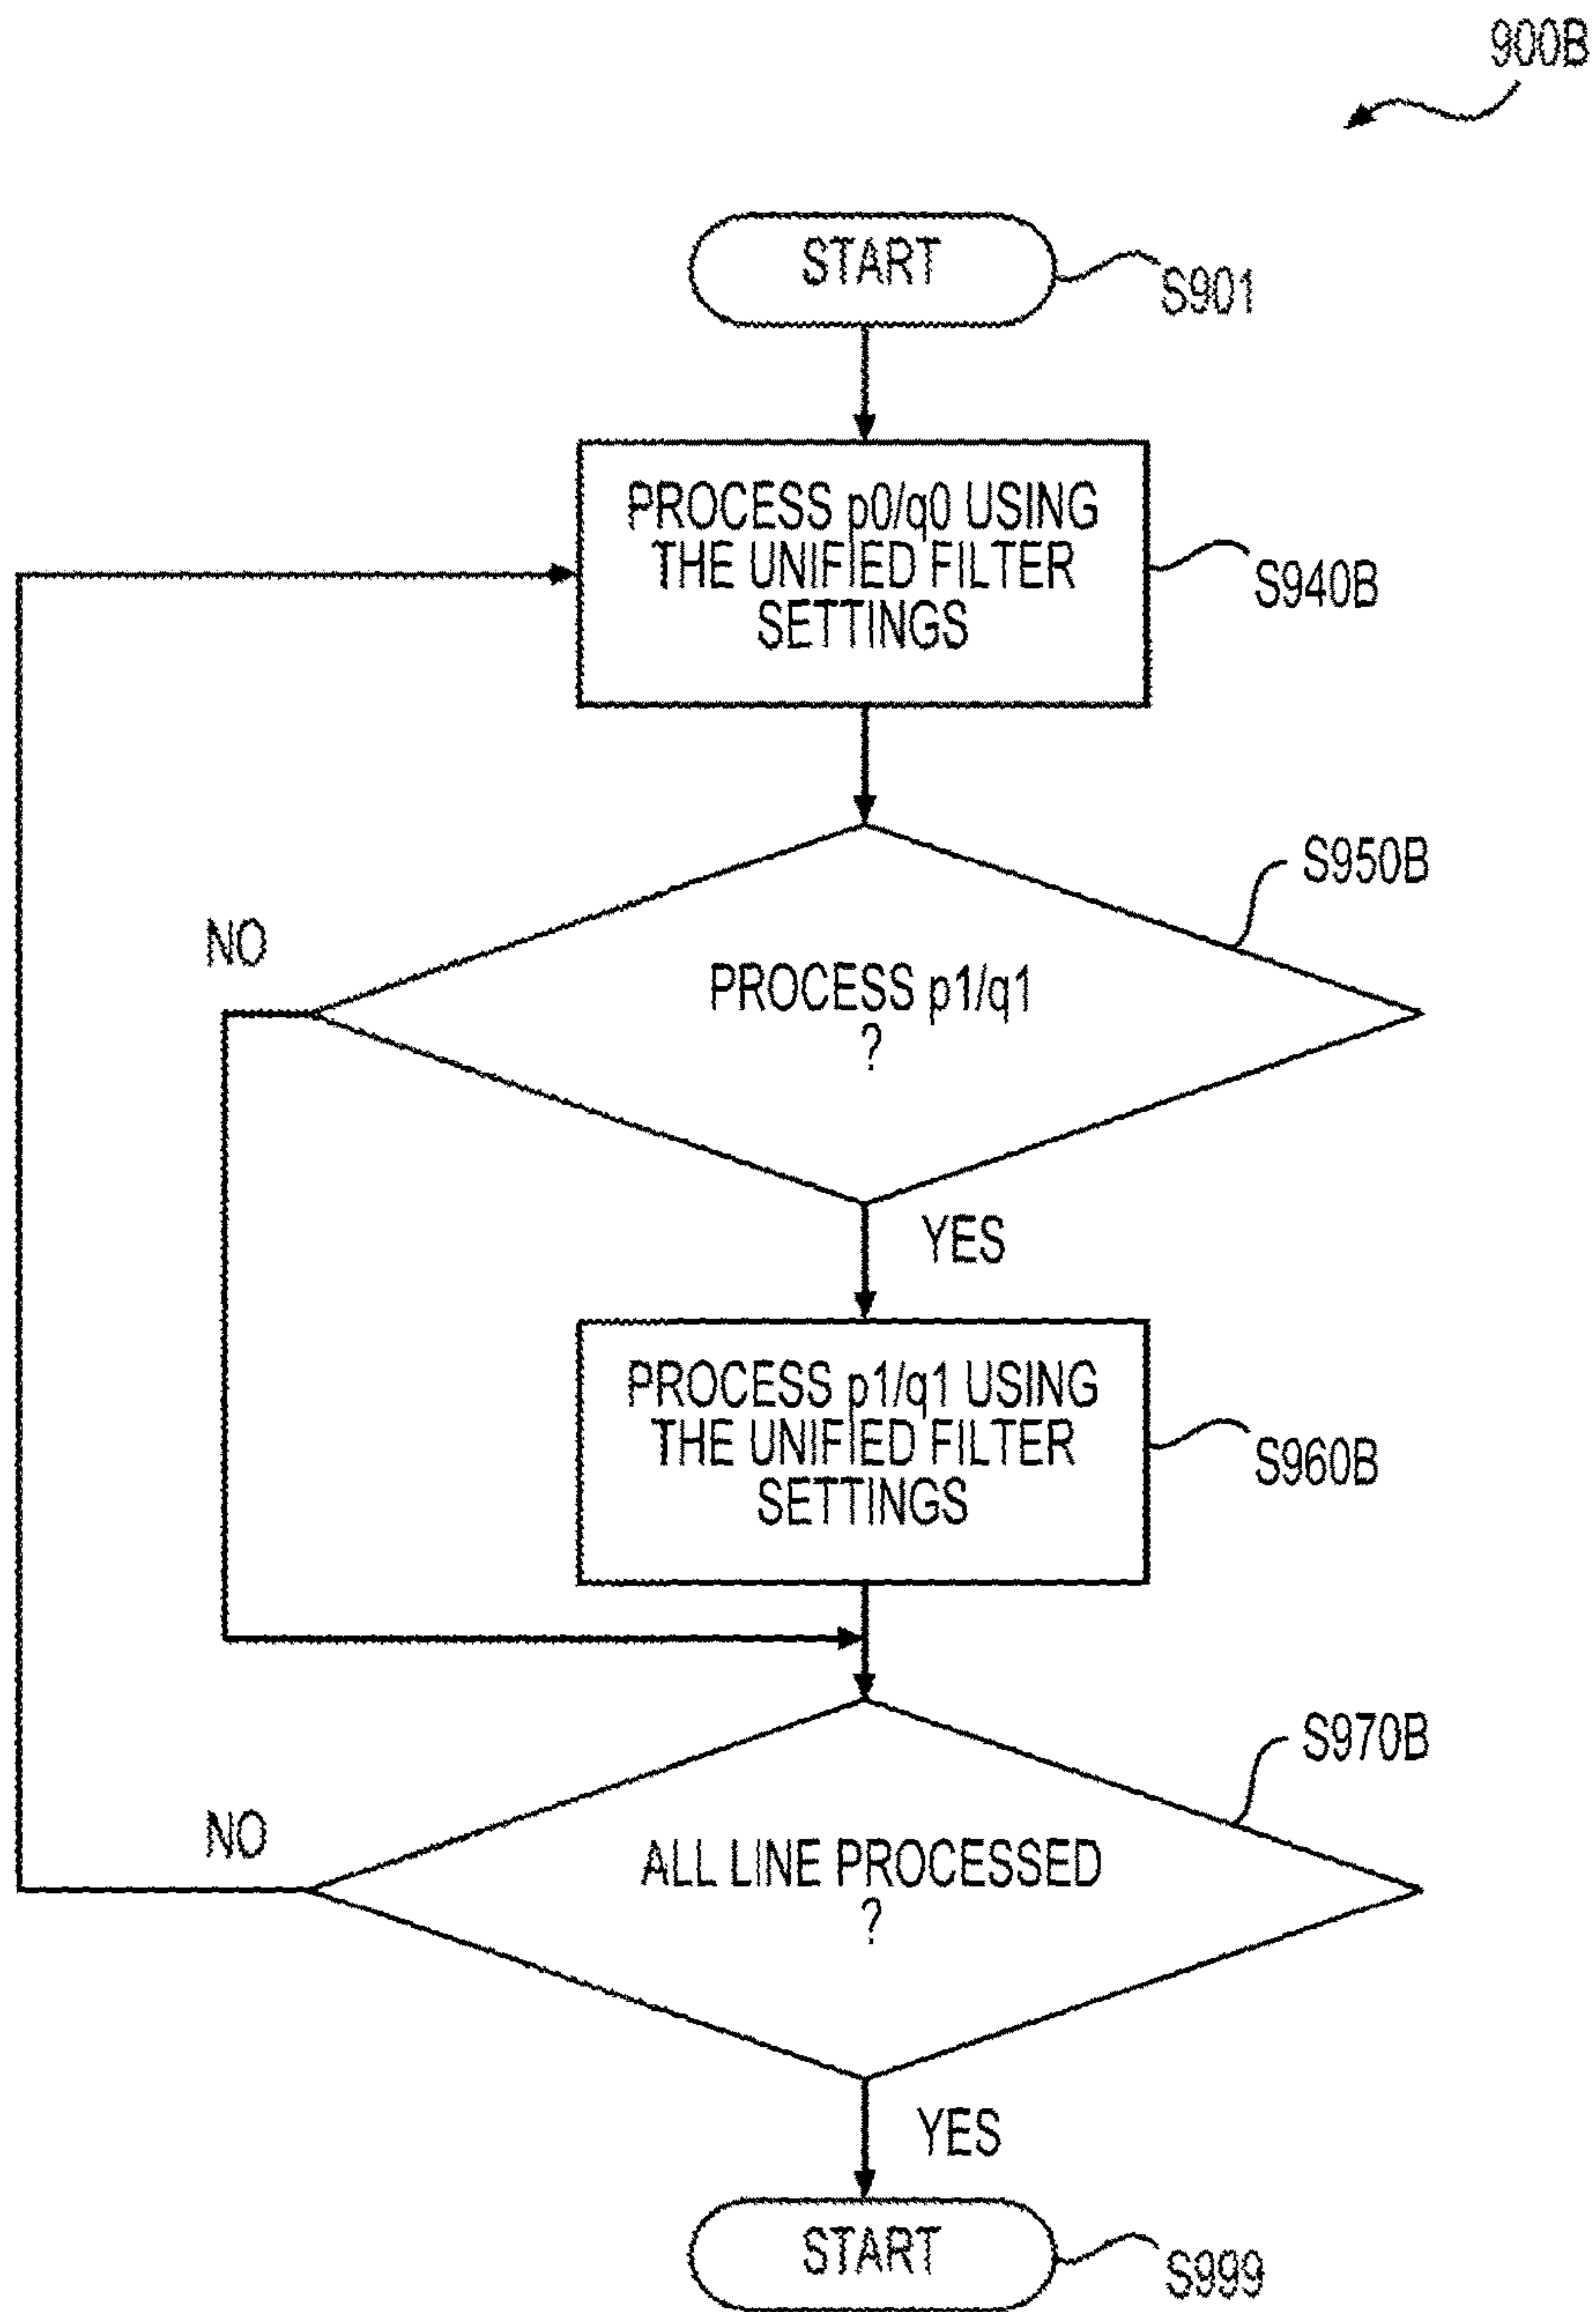 900B
START
S901
PROCESS p0/q0 USING
THE UNIFIED FILTER
SETTINGS
S940B
S950B
NO
PROCESS p1/q1
?
YES
PROCESS p1/q1 USING
THE UNIFIED FILTER
SETTINGS
S960B
S970B
NO
ALL LINE PROCESSED
?
YES
START
S999